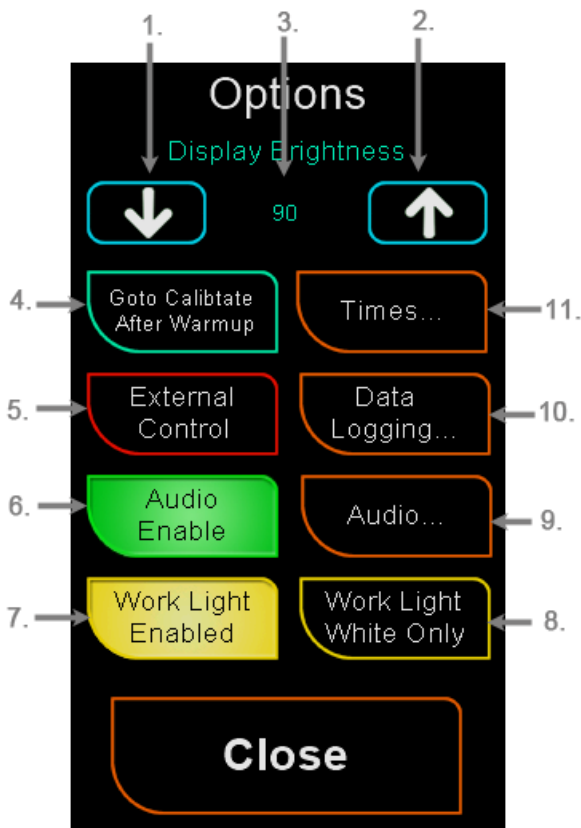 1.
3.
2.
Options
Display Brightness
90
4.
Goto Calibtate
After Warmup
Times...
11.
5.
External
Control
Data
Logging...
10.
6.
Audio
Enable
Audio...
9.
7.
Work Light
Enabled
Work Light
White Only
8.
Close